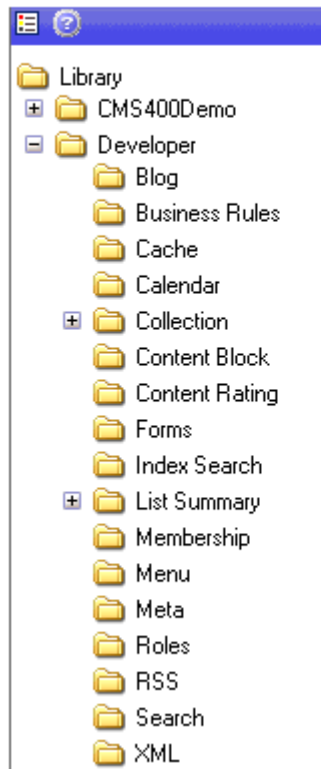 Library
CMS400Demo
Developer
Blog
Business Rules
Cache
Calendar
Collection
Content Block
Content Rating
Forms
Index Search
List Summary
Membership
Menu
Meta
Roles
RSS
Search
XML